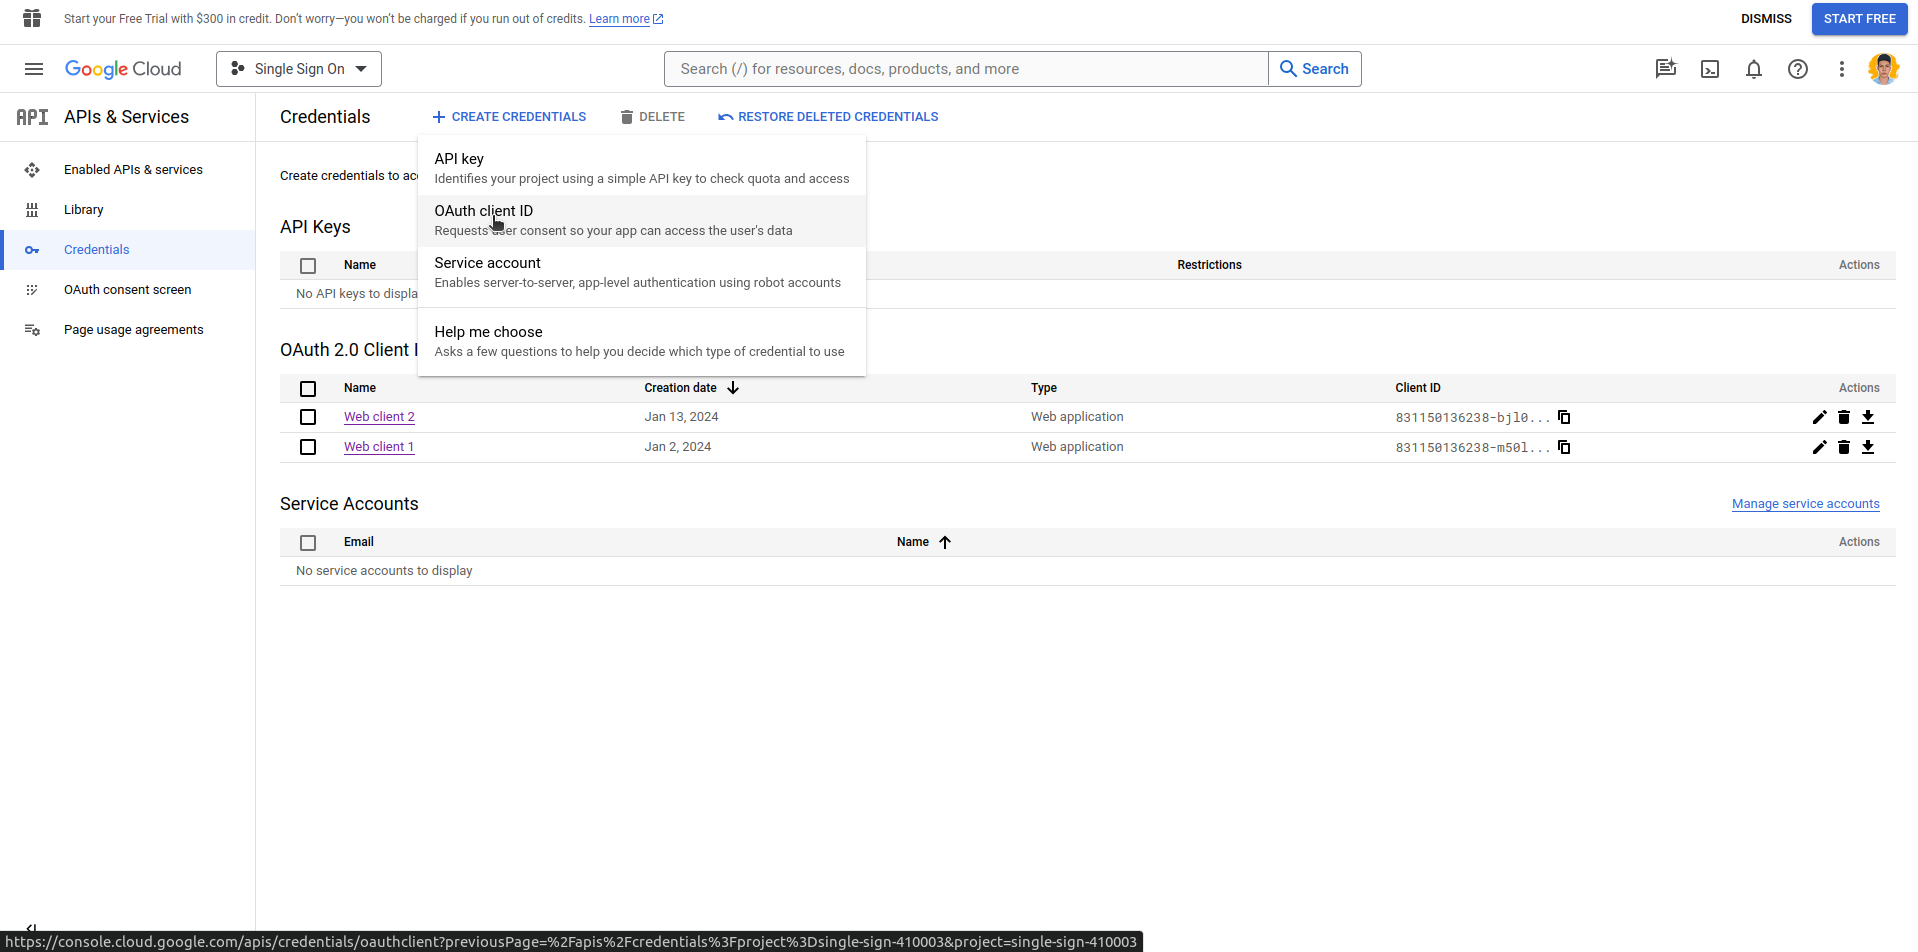 Start your Free Trial with $300 in credit. Don't worry—you won't be charged if you run out of credits. Learn more
DISMISS
START FREE
Google Cloud
Single Sign On
Search (/) for resources, docs, products, and more
Search
API
APIs & Services
Credentials
CREATE CREDENTIALS
DELETE
RESTORE DELETED CREDENTIALS
Enabled APIs & services
Library
Credentials
OAuth consent screen
Page usage agreements
Create credentials to
API key
Identifies your project using a simple API key to check quota and access
OAuth client ID
Requests user consent so your app can access the user's data
Service account
Enables server-to-server, app-level authentication using robot accounts
Help me choose
Asks a few questions to help you decide which type of credential to use
API Keys
Name
Restrictions
Actions
No API keys to displa
OAuth 2.0 Client I
Name
Creation date
Type
Client ID
Actions
Web client 2
Jan 13, 2024
Web application
831150136238-bjl0...
Web client 1
Jan 2, 2024
Web application
831150136238-m50l...
Service Accounts
Manage service accounts
Email
Name
Actions
No service accounts to display
https://console.cloud.google.com/apis/credentials/oauthclient?previousPage=%2Fapis%2Fcredentials%3Fproject%3Dsingle-sign-410003&project=single-sign-410003